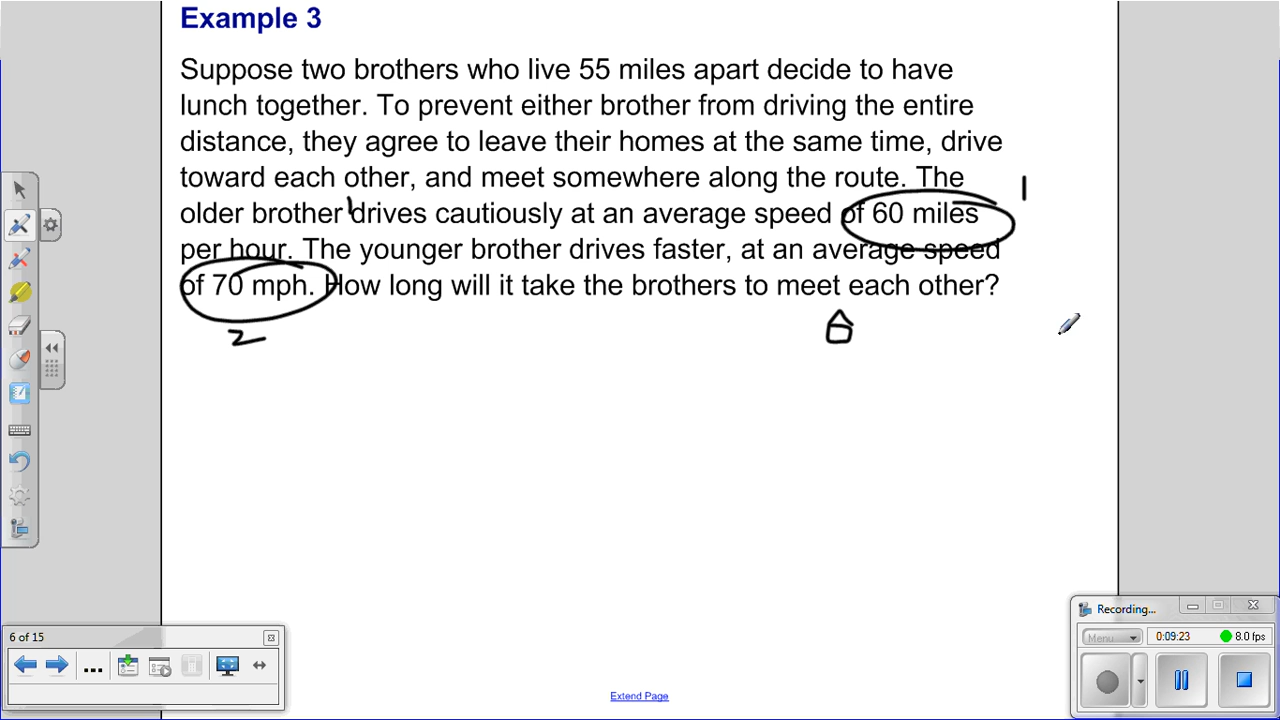 Example 3
Suppose two brothers who live 55 miles apart decide to have
lunch together. To prevent either brother from driving the entire
distance, they agree to leave their homes at the same time, drive
toward each other, and meet somewhere along the route. The
1
older brother drives cautiously at an average speed of 60 miles
1
per hour. The younger brother drives faster, at an average speed
of 70 mph. How long will it take the brothers to meet each other?
2
Recording...
Menu
0:09:23
8.0 fps
6 of 15
...
Extend Page